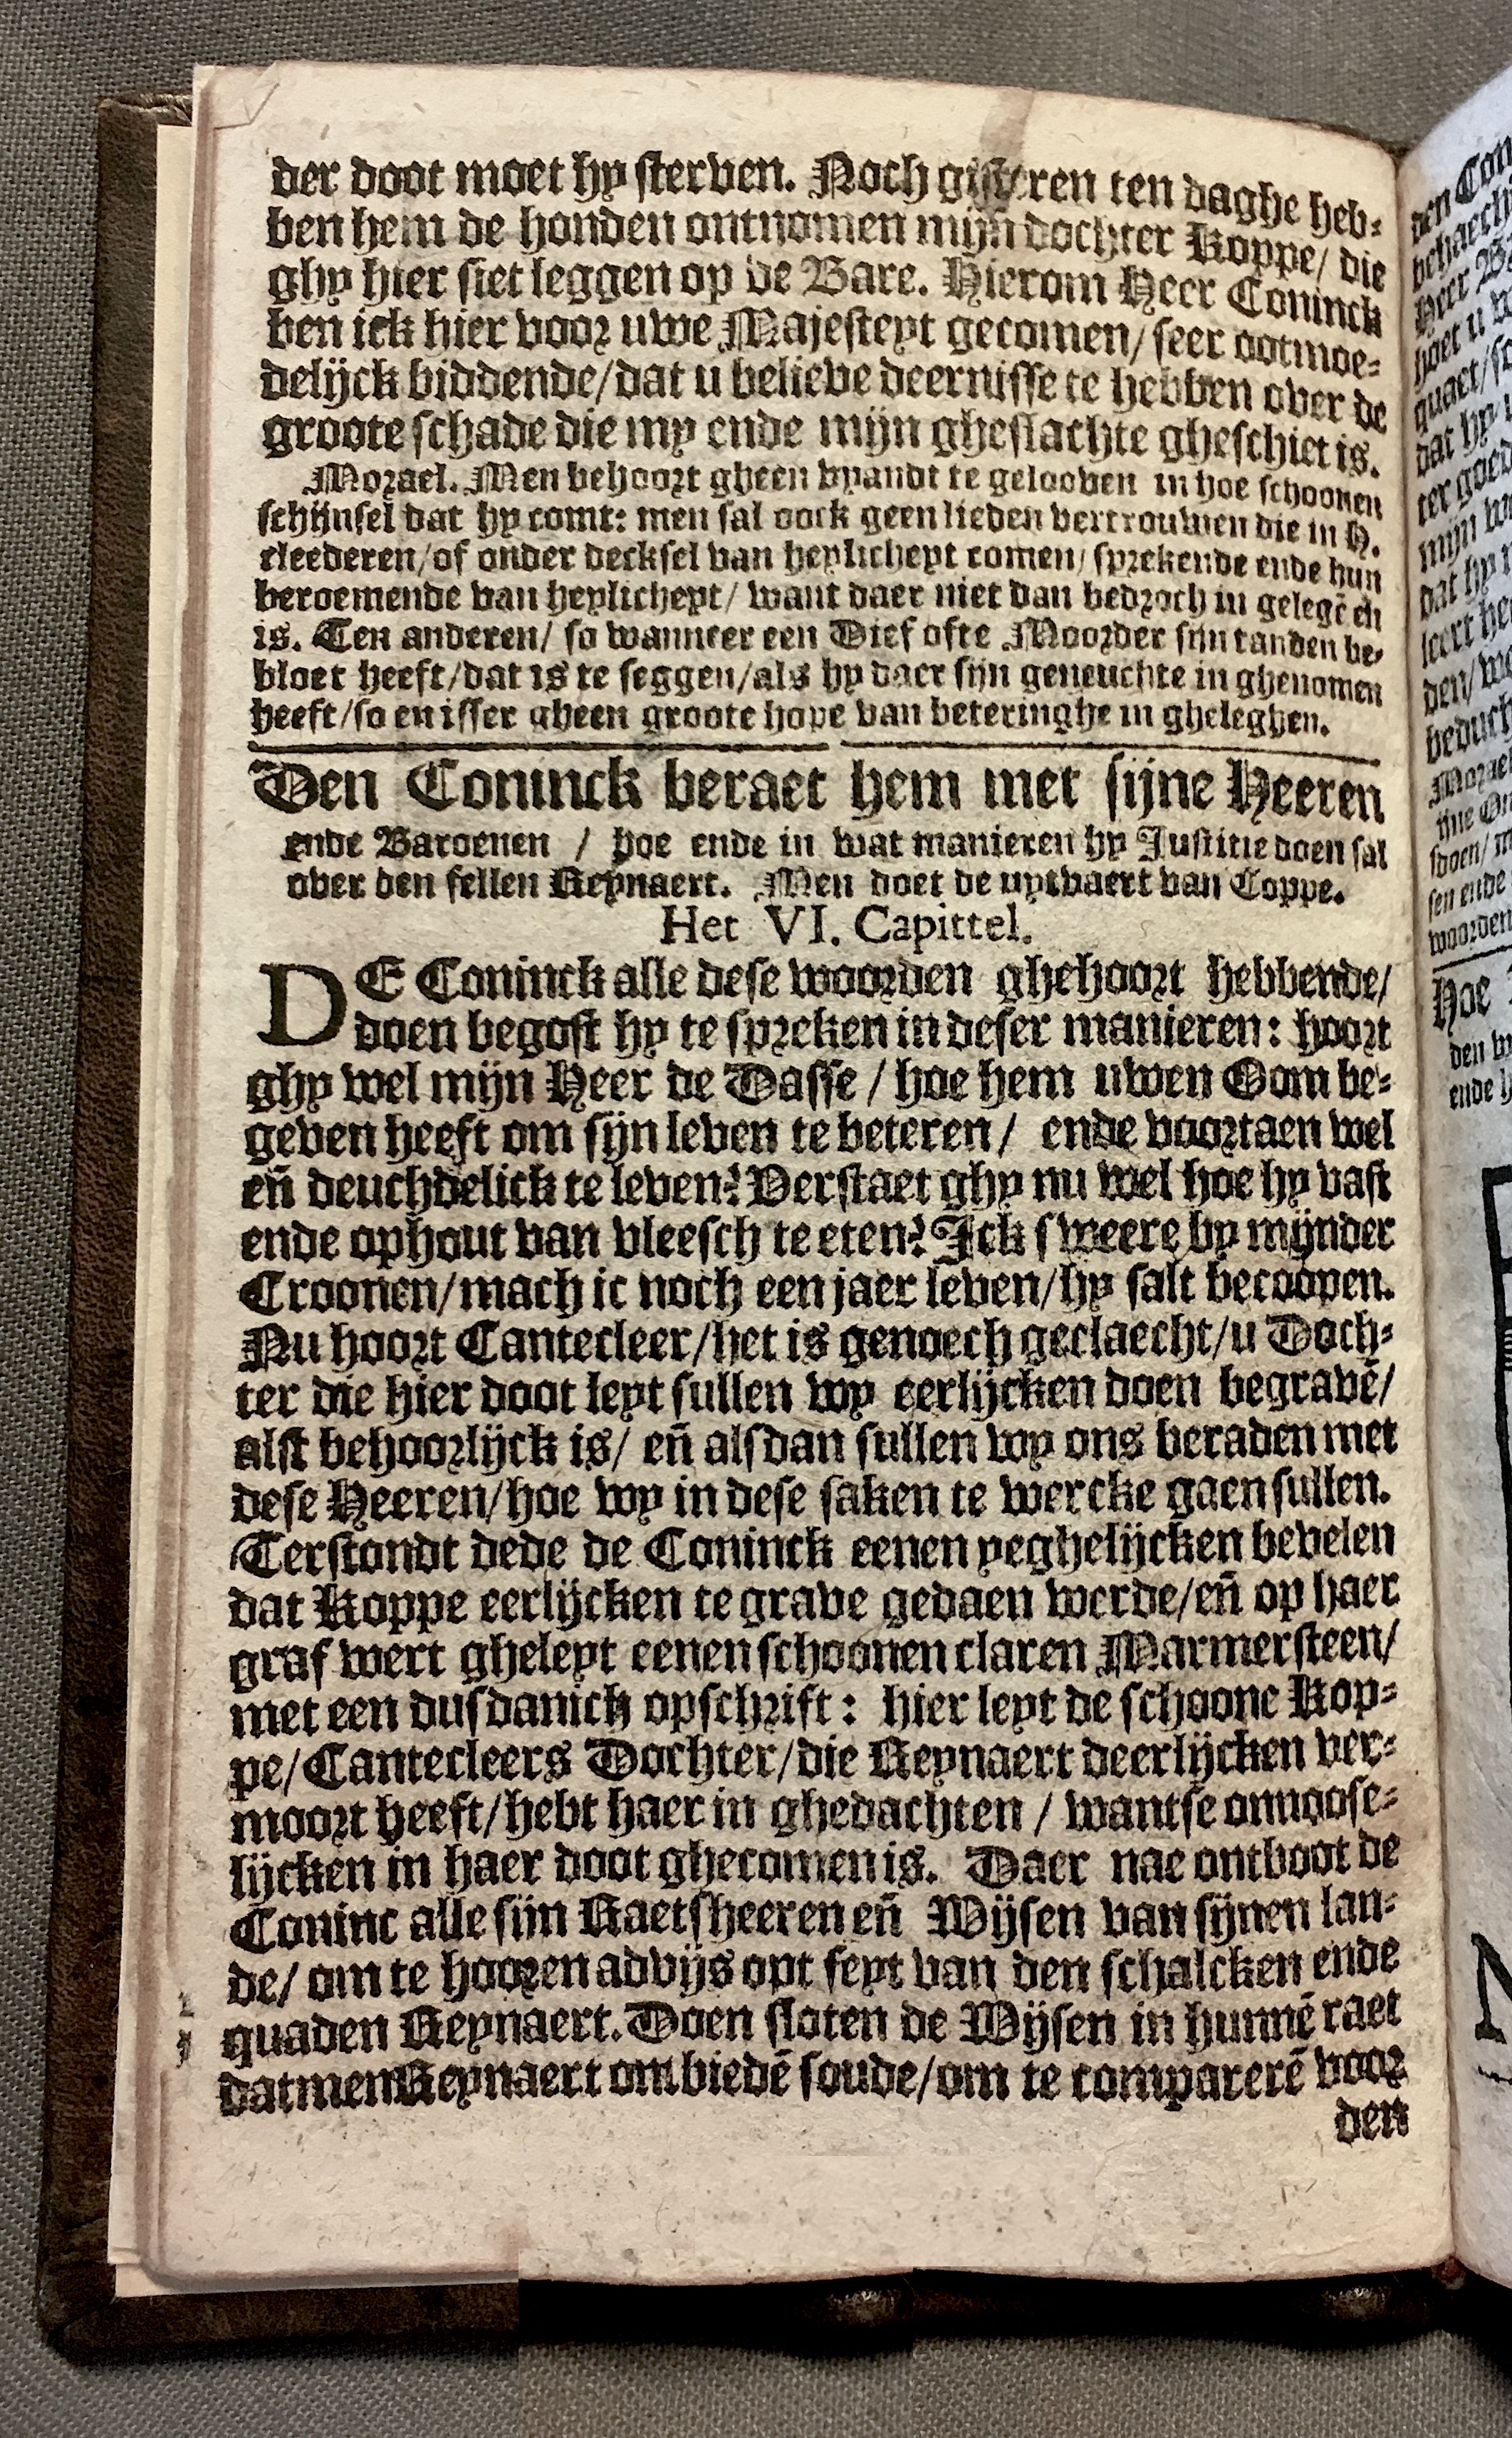 der doot moet hy sterven. Noch gisteren ten daghe heb-
ben hem de honden ontnomen mijn dochter Koppe/ die
ghy hier siet leggen op de Bare. Hierom Heer Coninck
ben ick hier voor uwe Majesteyt gecomen/ seer ootmoe-
delijck biddende/ dat u believe deernisse te hebben over de
groote schade die my ende mijn gheslachte gheschiet is.
Morael. Men behoort gheen vyandt te gelooven in hoe schoonen
schijnsel dat hy comt: men sal oock geen lieden vertrouwen die in H.
cleederen/ of onder decksel van heylicheyt comen/ sprekende ende hun
beroemende van heylicheyt/ want daer niet dan bedroch in gelegē en
is. Ten anderen/ so wanneer een Dief ofte Moorder sijn tanden be-
bloet heeft/ dat is te seggen/ als hy daer sijn geneuchte in ghenomen
heeft/ so en isser gheen groote hope van beteringhe in gheleghen.
Den Coninck beraet hem met sijne Heeren
ende Baroenen / hoe ende in wat manieren hy Justitie doen sal
over den fellen Reynaert. Men doet de uytvaert van Coppe.
Het VI. Capittel.
DE Coninck alle dese woorden ghehoort hebbende/
doen begost hy te spreken in deser manieren: hoort
ghy wel mijn Heer de Dasse / hoe hem uwen Oom be-
geven heeft om sijn leven te beteren / ende voortaen wel
eñ deuchdelick te leven? Verstaet ghy nu wel hoe hy vast
ende ophout van vleesch te eten? Ick sweere by mijnder
Croonen/ mach ic noch een jaer leven/ hy salt becoopen.
Nu hoort Cantecleer/ het is genoech geclaecht/ u Doch-
ter die hier doot leyt sullen wy eerlijcken doen begravē/
alst behoorlijck is/ eñ alsdan sullen wy ons beraden met
dese Heeren/ hoe wy in dese saken te wercke gaen sullen.
Terstondt dede de Coninck eenen yeghelijcken bevelen
dat Koppe eerlijcken te grave gedaen werde/ eñ op haer
graf wert gheleyt eenen schoonen claren Marmersteen/
met een dusdanich opschrift: hier leyt de schoone Kop-
pe/ Cantecleers Dochter/ die Reynaert deerlijcken ver-
moort heeft/ hebt haer in ghedachten / wantse onnoose-
lijcken in haer doot ghecomen is. Daer nae ontboot de
Coninc alle sijn Raetsheeren eñ Wijsen van sijnen lan-
de/ om te hooren advijs opt feyt van den schalcken ende
quaden Reynaert. Doen sloten de Wijsen in hunnē raet
datmen Reynaert ombiedē soude/ om te compererē voor
den